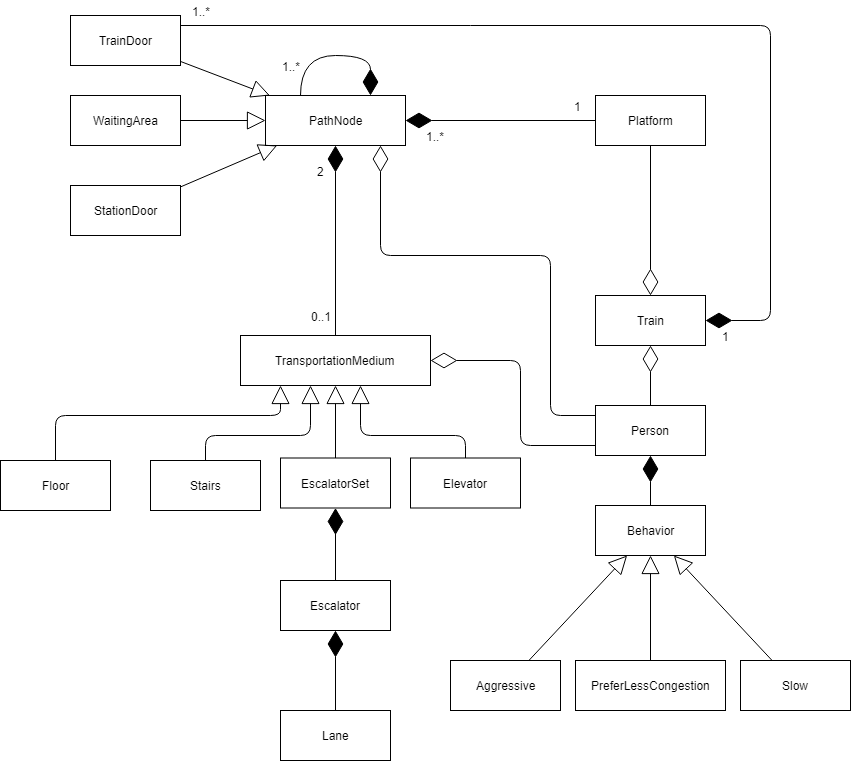 1..*
TrainDoor
1..*
WaitingArea
PathNode
1
Platform
1..*
2
StationDoor
0..1
Train
1
TransportationMedium
Person
Floor
Stairs
EscalatorSet
Elevator
Behavior
Escalator
Aggressive
PreferLessCongestion
Slow
Lane